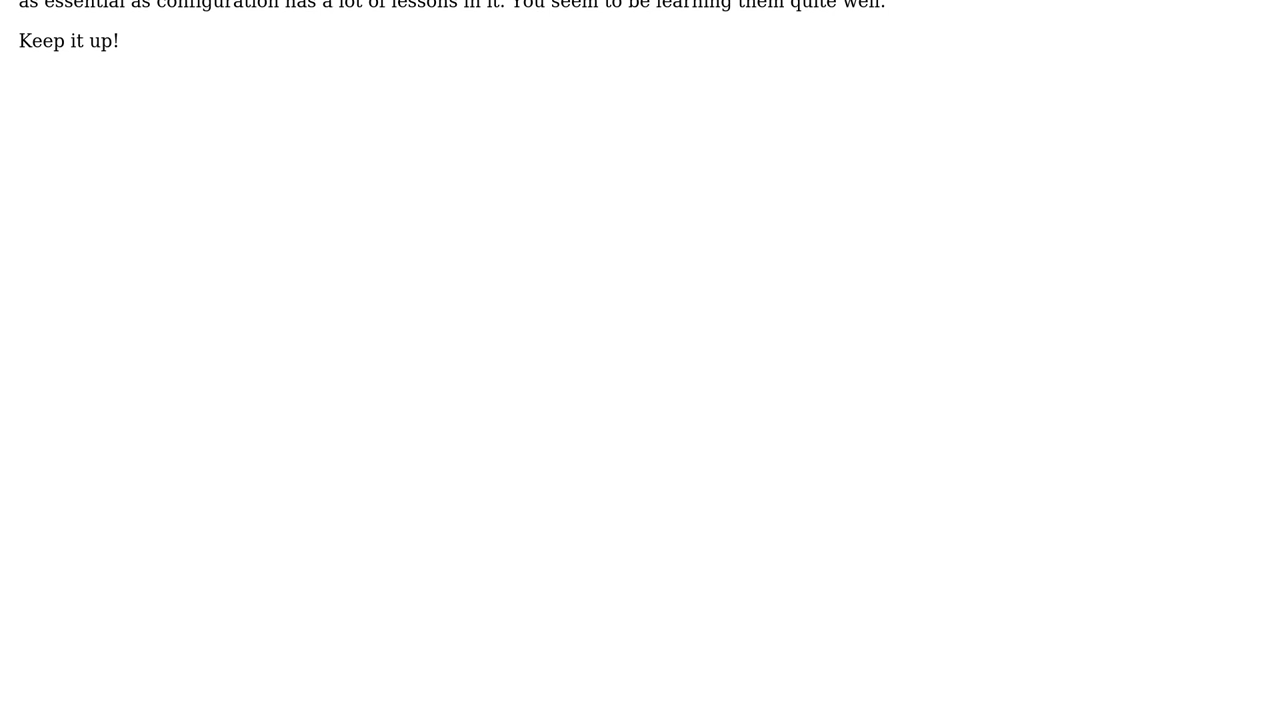 as essential as configuration has a lot of lessons in it. You seem to be learning them quite well.
Keep it up!